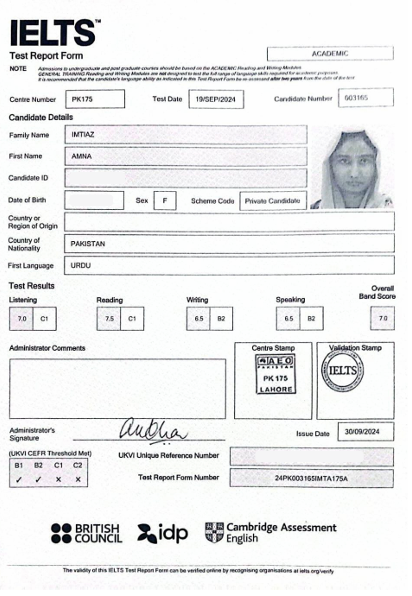 IELTS™
Test Report Form
ACADEMIC
NOTE Admissions to undergraduate and post graduate courses should be based on the ACADEMIC Reading and Writing Modules.
GENERAL TRAINING Reading and Writing Modules are not designed to test the full range of language skills required for academic purposes.
It is recommended that the candidate's language ability as indicated in this Test Report Form be re-assessed after two years from the date of the test
Centre Number PK175 Test Date 19/SEP/2024 Candidate Number 003165
Candidate Details
Family Name IMTIAZ
First Name AMNA
Candidate ID
Date of Birth Sex F Scheme Code Private Candidate
Country or
Region of Origin
Country of
Nationality PAKISTAN
First Language URDU
Test Results
Listening Reading Writing Speaking Overall
Band Score
7.0 C1 7.5 C1 6.5 B2 6.5 B2 7.0
Administrator Comments Centre Stamp Validation Stamp
AEO
PAKISTAN
PK 175
LAHORE
IELTS
Administrator's
Signature
Issue Date 30/09/2024
(UKVI CEFR Threshold Met) UKVI Unique Reference Number
B1 B2 C1 C2
✓ ✓ x x
Test Report Form Number 24PK003165IMTA175A
BRITISH
COUNCIL
idp
Cambridge Assessment
English
The validity of this IELTS Test Report Form can be verified online by recognising organisations at ielts.org/verify